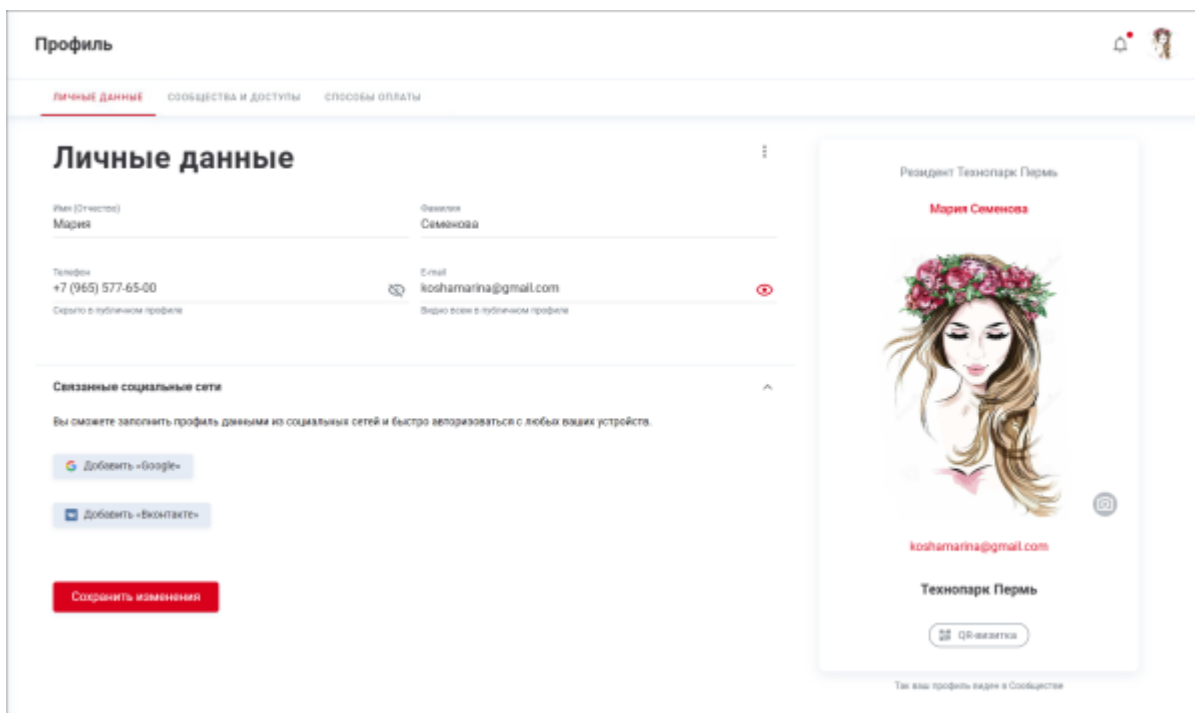 Профиль
ЛИЧНЫЕ ДАННЫЕ СООБЩЕСТВА И ДОСТУПЫ СПОСОБЫ ОПЛАТЫ
Личные данные
Имя (Отчество) Фамилия
Мария Семенова
Телефон E-mail
+7 (965) 577-65-00 koshamarina@gmail.com
Скрыто в публичном профиле Видно всем в публичном профиле
Связанные социальные сети
Вы сможете заполнить профиль данными из социальных сетей и быстро авторизоваться с любых ваших устройств.
Добавить «Google»
Добавить «Вконтакте»
Сохранить изменения
Резидент Технопарк Пермь
Мария Семенова
koshamarina@gmail.com
Технопарк Пермь
QR-визитка
Так ваш профиль виден в Сообществе